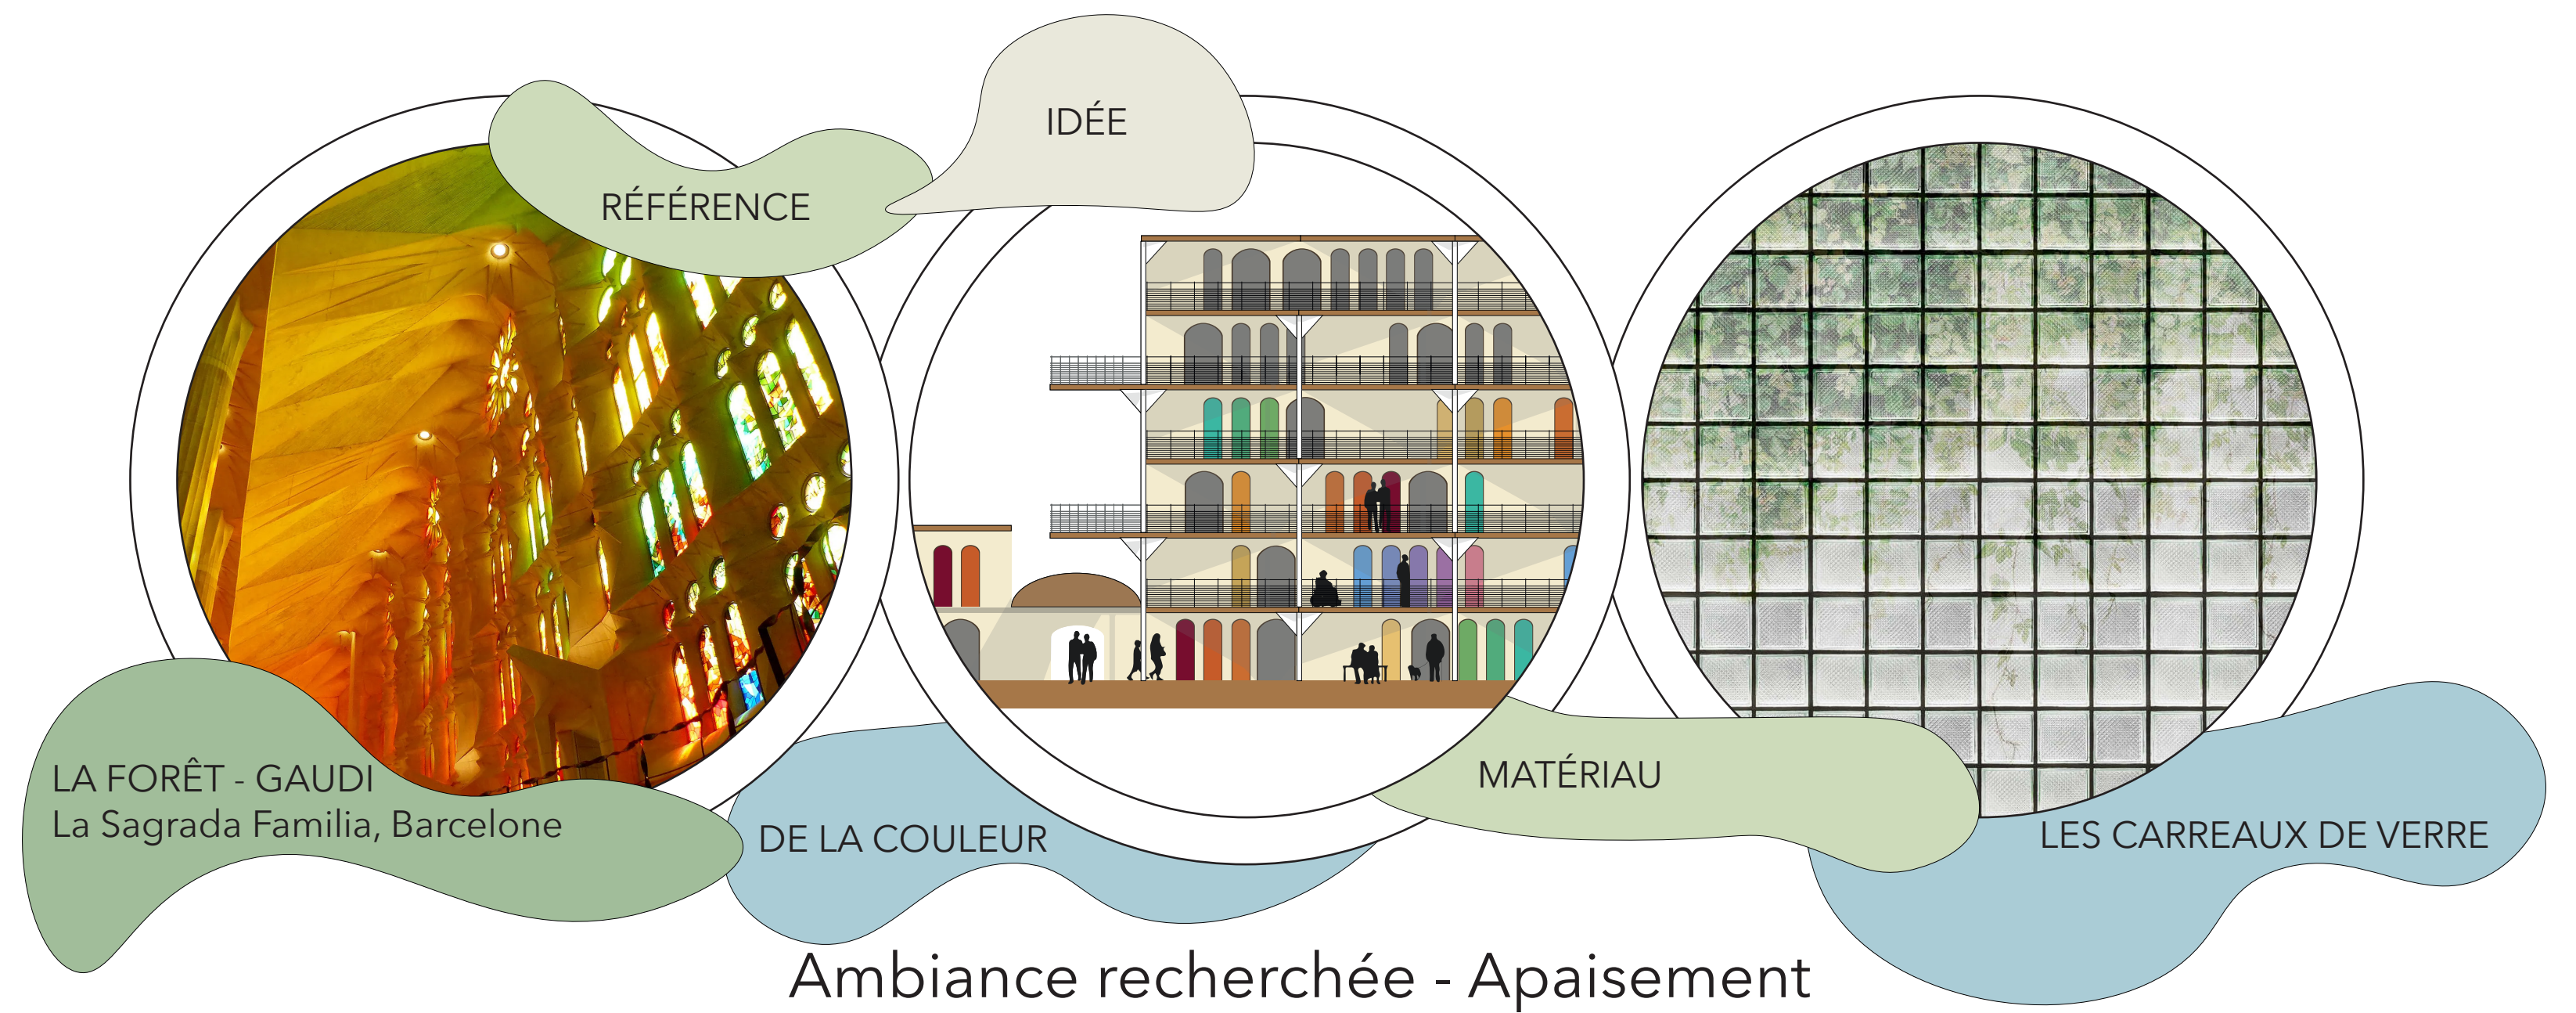 IDÉE
RÉFÉRENCE
LA FORÊT - GAUDI
La Sagrada Familia, Barcelone
DE LA COULEUR
MATÉRIAU
LES CARREAUX DE VERRE
Ambiance recherchée - Apaisement